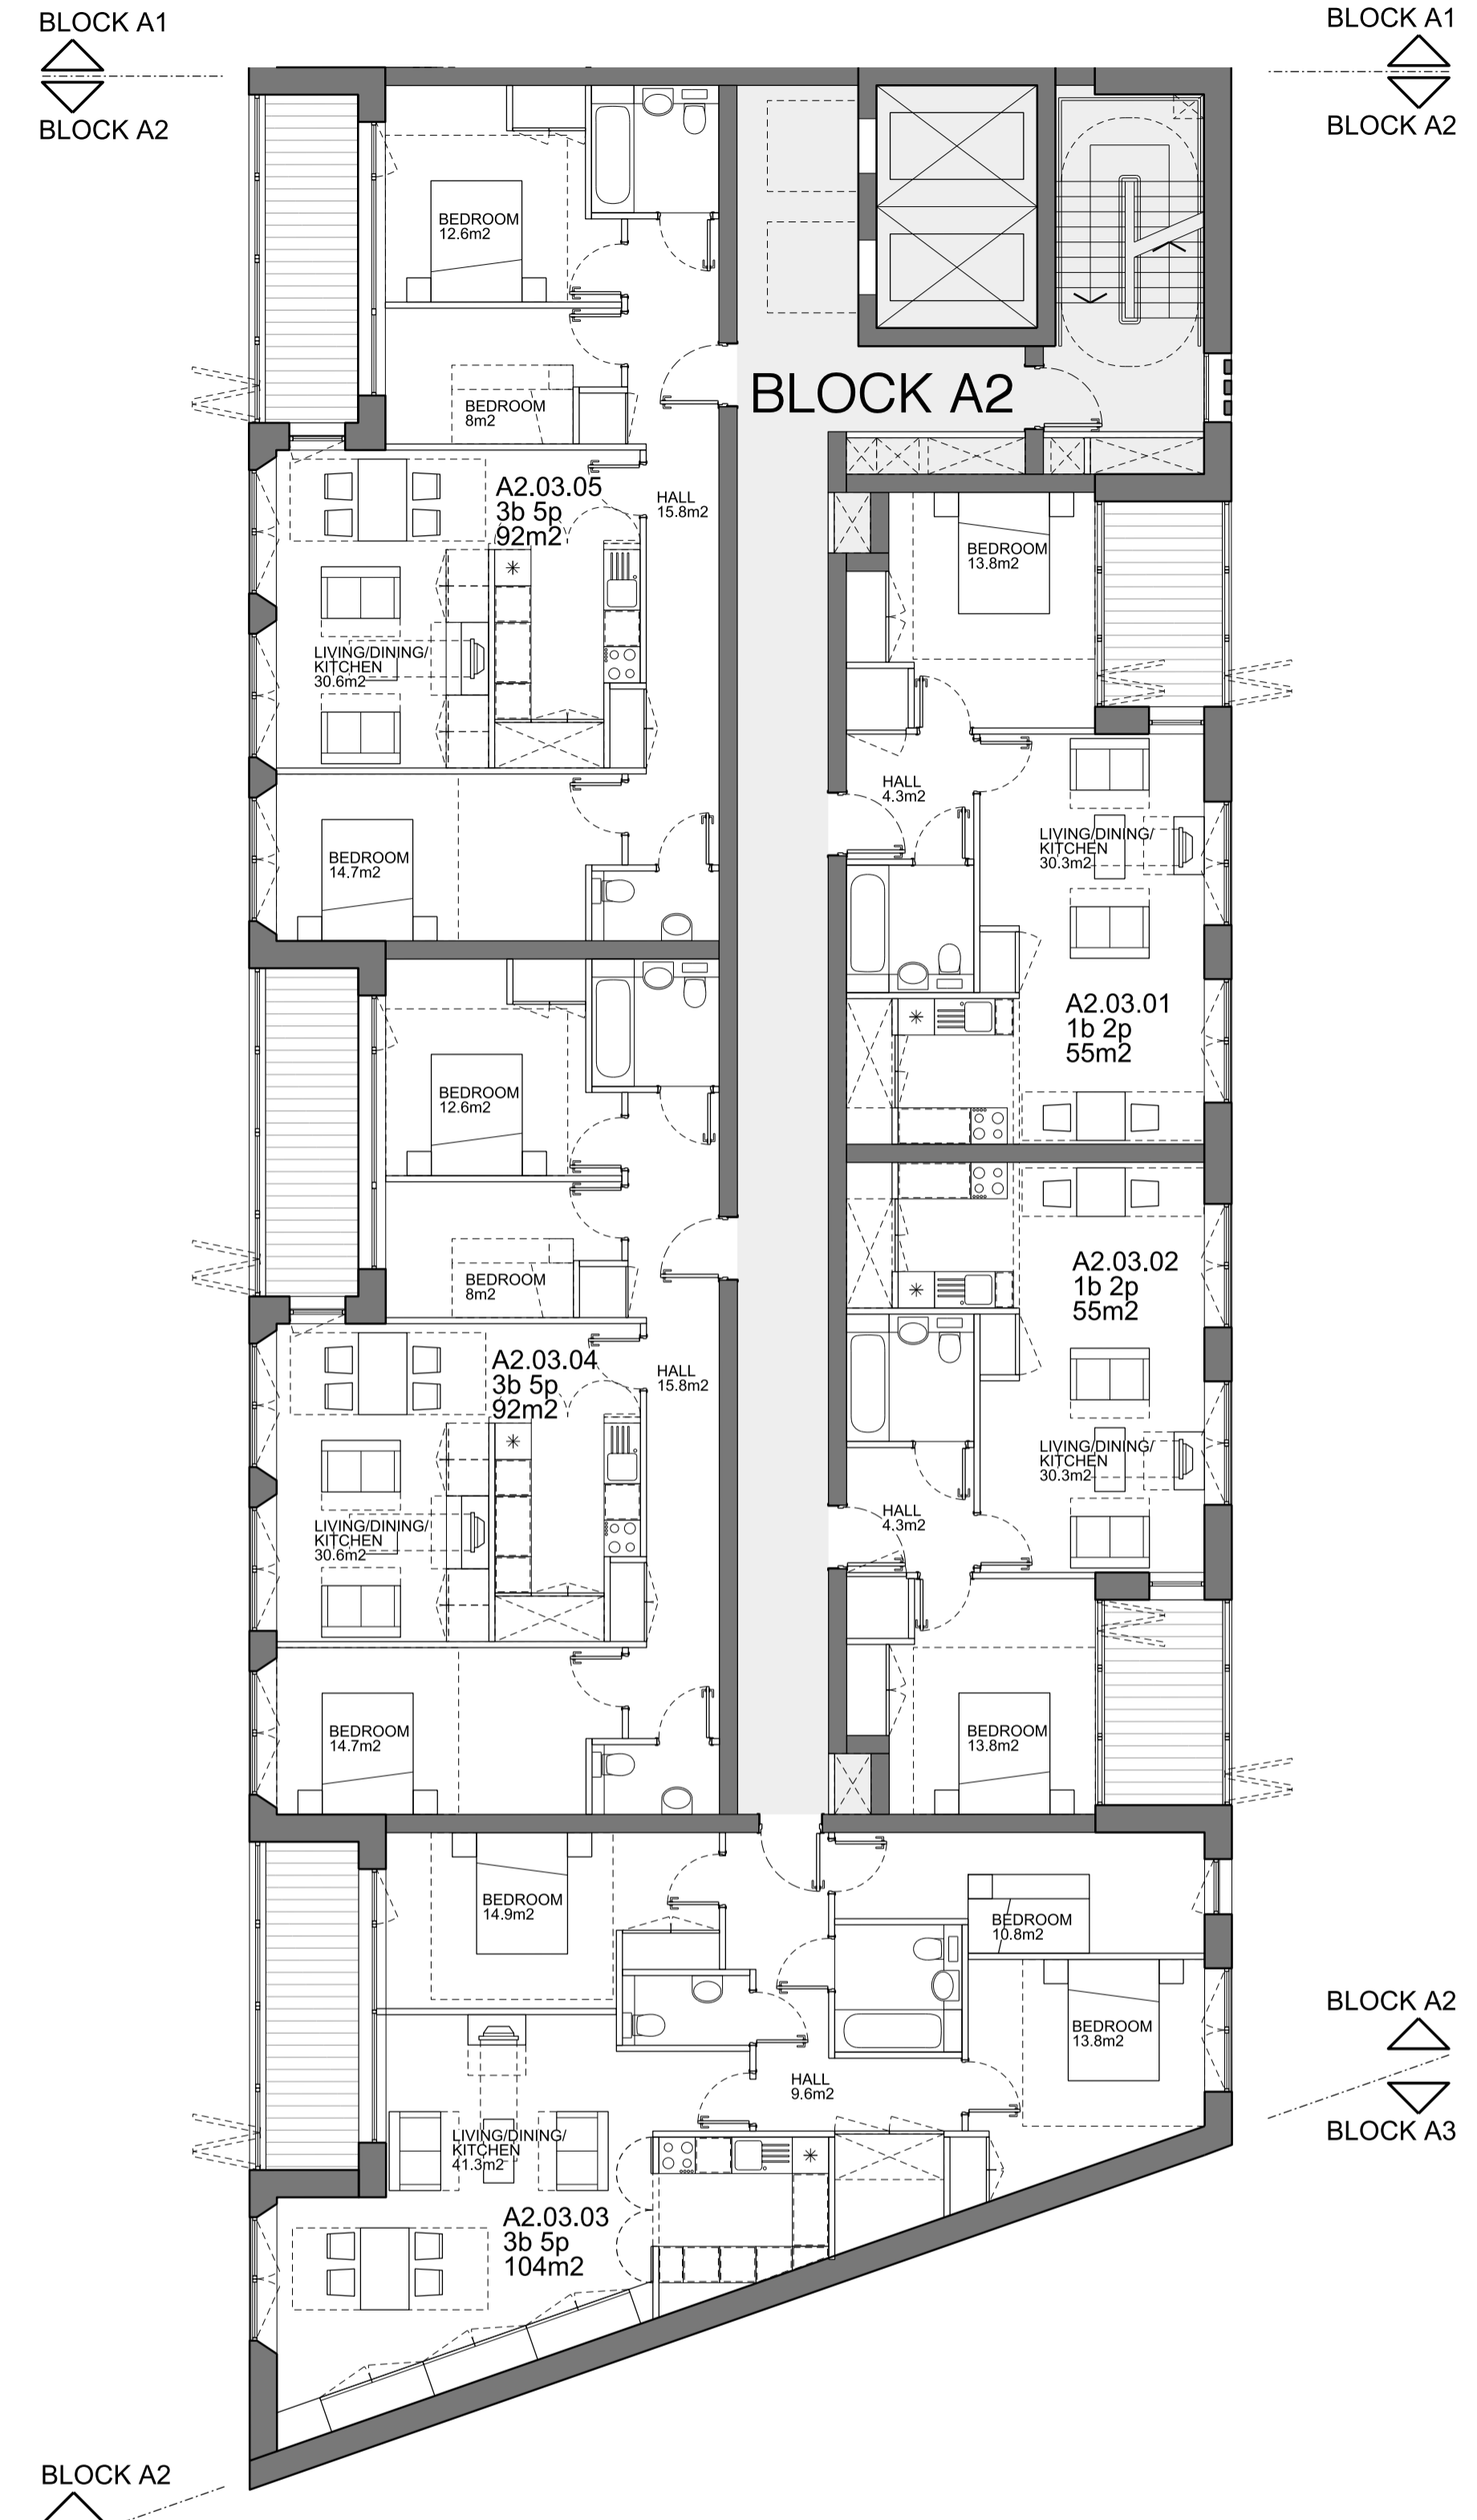 BLOCK A1
BLOCK A2
BLOCK A1
BLOCK A2
BEDROOM
12.6m2
BLOCK A2
BEDROOM
8m2
A2.03.05
3b 5p
92m2
HALL
15.8m2
BEDROOM
13.8m2
LIVING/DINING/
KITCHEN
30.6m2
HALL
4.3m2
LIVING/DINING/
KITCHEN
30.3m2
BEDROOM
14.7m2
A2.03.01
1b 2p
55m2
BEDROOM
12.6m2
A2.03.02
1b 2p
55m2
BEDROOM
8m2
A2.03.04
3b 5p
92m2
HALL
15.8m2
LIVING/DINING/
KITCHEN
30.3m2
LIVING/DINING/
KITCHEN
30.6m2
HALL
4.3m2
BEDROOM
14.7m2
BEDROOM
13.8m2
BEDROOM
14.9m2
BEDROOM
10.8m2
BEDROOM
13.8m2
BLOCK A2
BLOCK A3
HALL
9.6m2
LIVING/DINING/
KITCHEN
41.3m2
A2.03.03
3b 5p
104m2
BLOCK A2